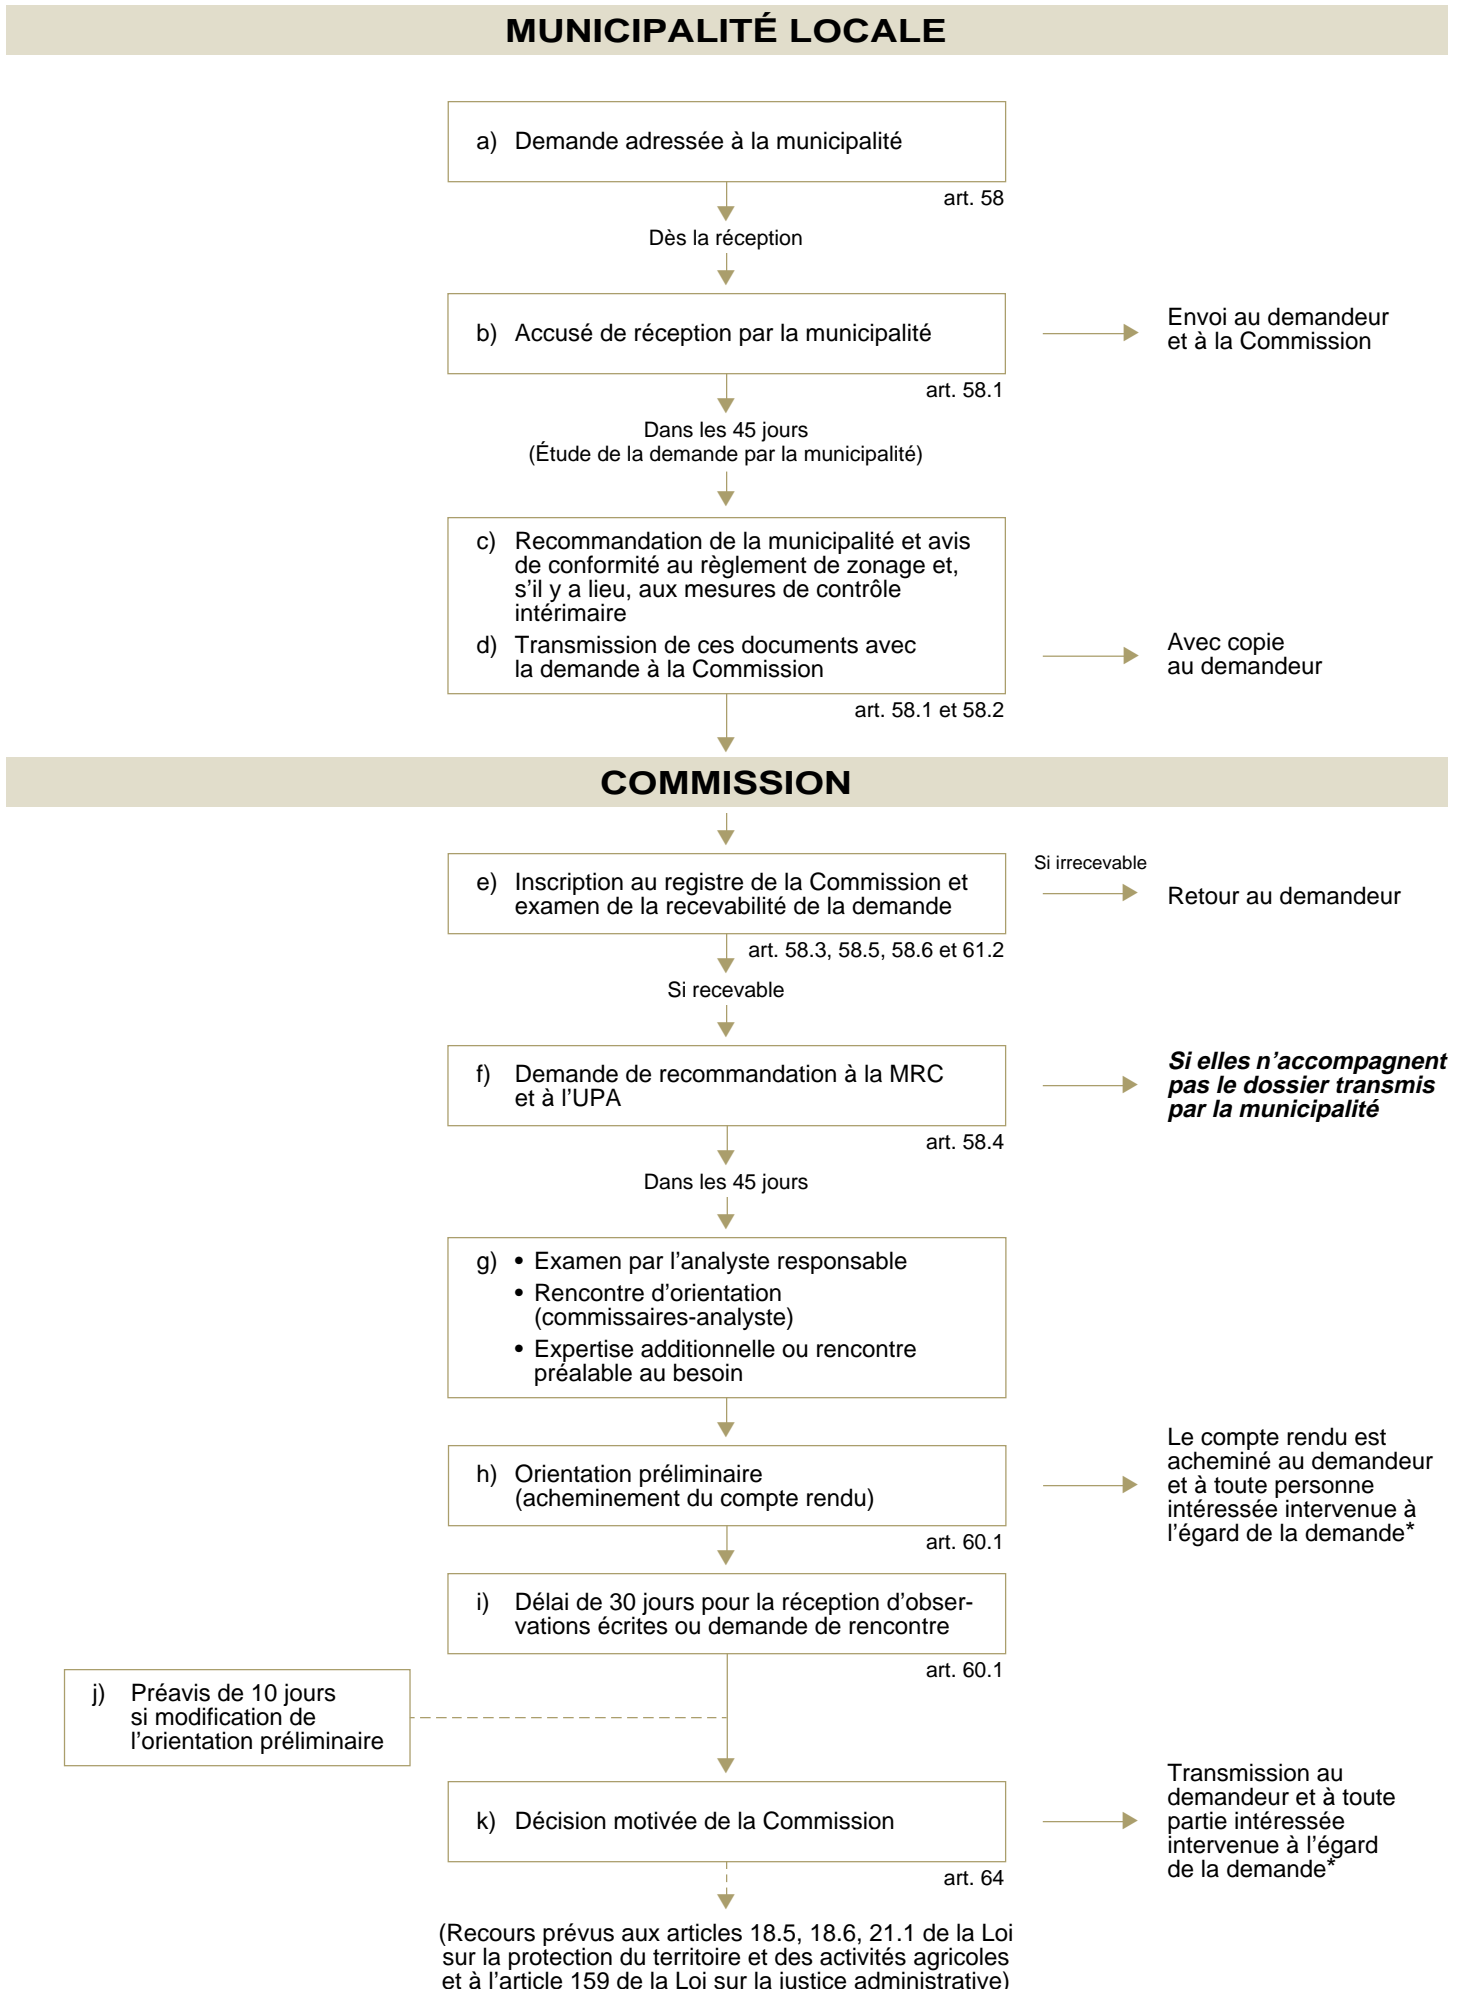 MUNICIPALITÉ LOCALE
a) Demande adressée à la municipalité
art. 58
Dès la réception
b) Accusé de réception par la municipalité
Envoi au demandeur
et à la Commission
art. 58.1
Dans les 45 jours
(Étude de la demande par la municipalité)
c) Recommandation de la municipalité et avis
de conformité au règlement de zonage et,
s’il y a lieu, aux mesures de contrôle
intérimaire
d) Transmission de ces documents avec
la demande à la Commission
Avec copie
au demandeur
art. 58.1 et 58.2
COMMISSION
e) Inscription au registre de la Commission et
examen de la recevabilité de la demande
Si irrecevable
Retour au demandeur
art. 58.3, 58.5, 58.6 et 61.2
Si recevable
f) Demande de recommandation à la MRC
et à l’UPA
Si elles n’accompagnent
pas le dossier transmis
par la municipalité
art. 58.4
Dans les 45 jours
g) • Examen par l’analyste responsable
• Rencontre d’orientation
(commissaires-analyste)
• Expertise additionnelle ou rencontre
préalable au besoin
h) Orientation préliminaire
(acheminement du compte rendu)
Le compte rendu est
acheminé au demandeur
et à toute personne
intéressée intervenue à
l’égard de la demande*
art. 60.1
i) Délai de 30 jours pour la réception d’obser-
vations écrites ou demande de rencontre
art. 60.1
j) Préavis de 10 jours
si modification de
l’orientation préliminaire
k) Décision motivée de la Commission
Transmission au
demandeur et à toute
partie intéressée
intervenue à l’égard
de la demande*
art. 64
(Recours prévus aux articles 18.5, 18.6, 21.1 de la Loi
sur la protection du territoire et des activités agricoles
et à l’article 159 de la Loi sur la justice administrative)